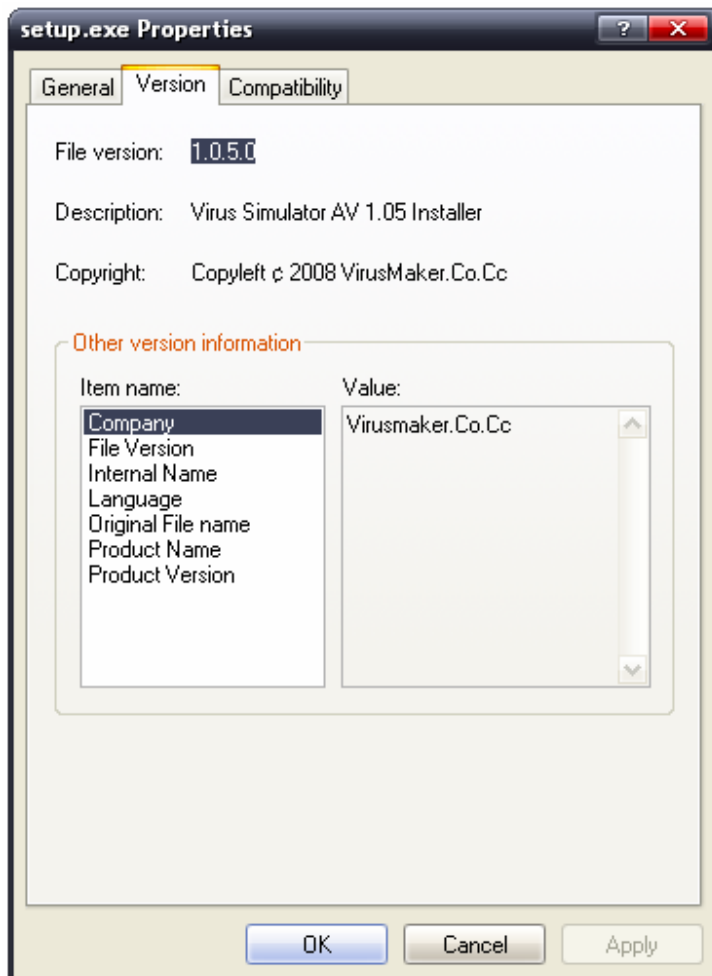 setup.exe Properties
General Version Compatibility
File version: 1.0.5.0
Description: Virus Simulator AV 1.05 Installer
Copyright: Copyleft ¢ 2008 VirusMaker.Co.Cc
Other version information
Item name: Value:
Company Virusmaker.Co.Cc
File Version
Internal Name
Language
Original File name
Product Name
Product Version
OK Cancel Apply